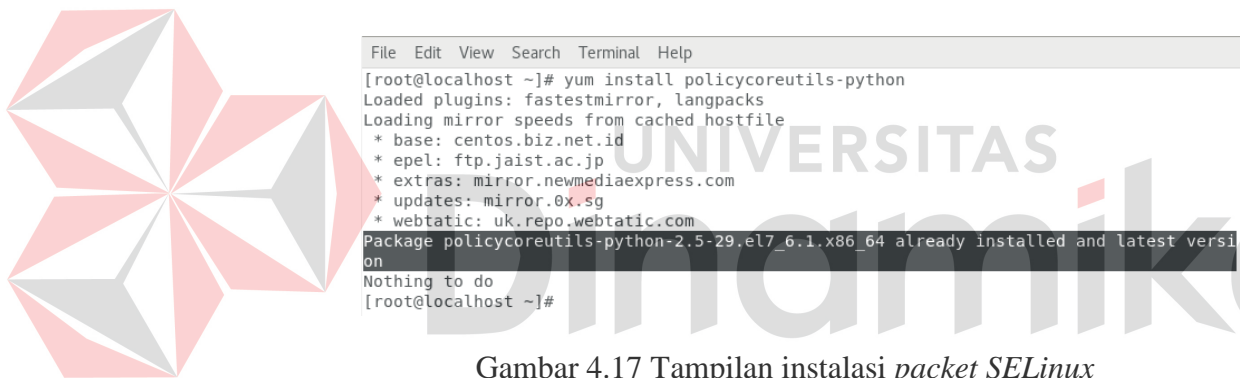 File Edit View Search Terminal Help
[root@localhost ~]# yum install policycoreutils-python
Loaded plugins: fastestmirror, langpacks
Loading mirror speeds from cached hostfile
 * base: centos.biz.net.id
 * epel: ftp.jaist.ac.jp
 * extras: mirror.newmediaexpress.com
 * updates: mirror.0x.sg
 * webtatic: uk.repo.webtatic.com
Package policycoreutils-python-2.5-29.el7_6.1.x86_64 already installed and latest versi
on
Nothing to do
[root@localhost ~]#
UNIVERSITAS
Dinamika
Gambar 4.17 Tampilan instalasi packet SELinux